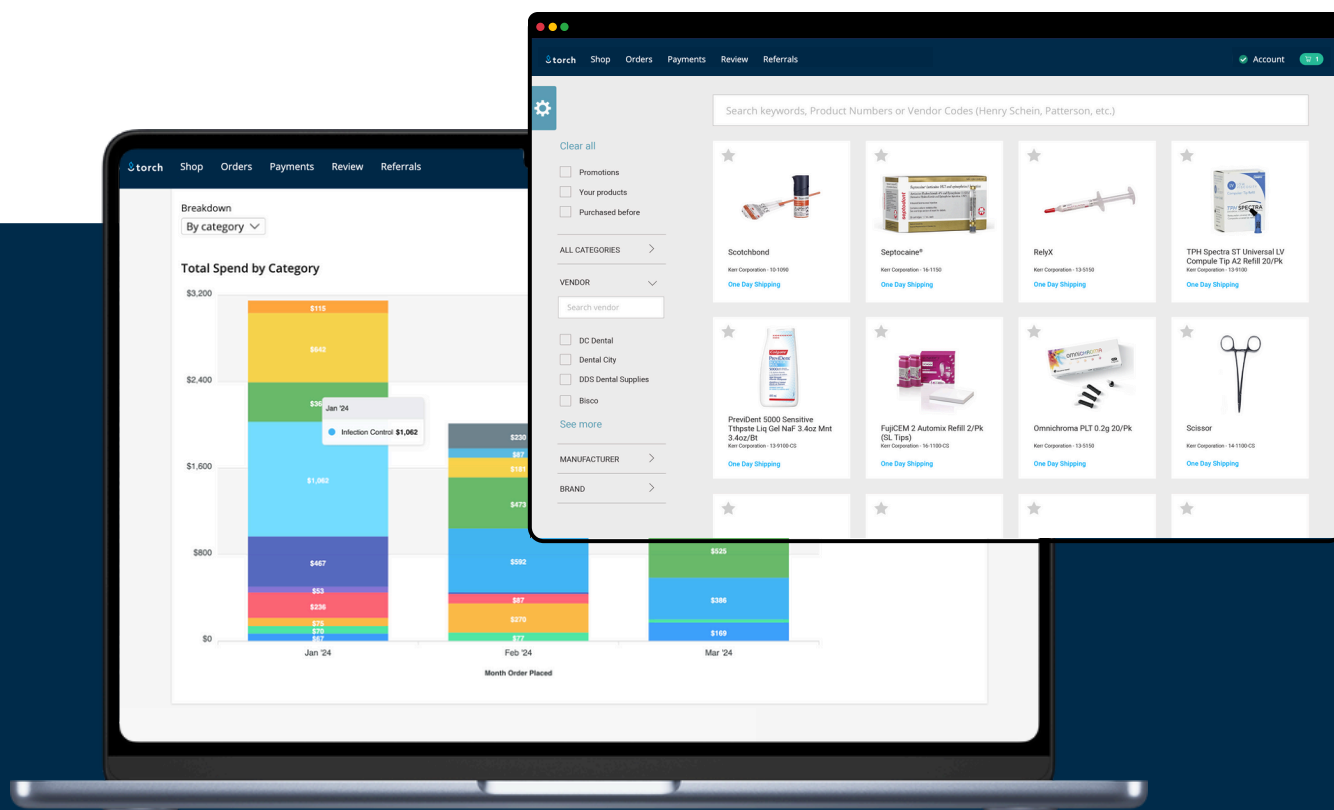 torch Shop Orders Payments Review Referrals
Account 1
Search keywords, Product Numbers or Vendor Codes (Henry Schein, Patterson, etc.)
Clear all
Promotions
Your products
Purchased before
ALL CATEGORIES
VENDOR
Search vendor
DC Dental
Dental City
DDS Dental Supplies
Bisco
See more
MANUFACTURER
BRAND
Scotchbond
Kerr Corporation - 10-1090
One Day Shipping
Septocaine®
Kerr Corporation - 16-1150
One Day Shipping
RelyX
Kerr Corporation - 13-5150
One Day Shipping
TPH Spectra ST Universal LV
Compule Tip A2 Refill 20/Pk
Kerr Corporation - 13-9100
One Day Shipping
PreviDent 5000 Sensitive
Tthpste Liq Gel NaF 3.4oz Mnt
3.4oz/Bt
Kerr Corporation - 13-9100-CS
One Day Shipping
FujiCEM 2 Automix Refill 2/Pk
(SL Tips)
Kerr Corporation - 16-1100-CS
One Day Shipping
Omnichroma PLT 0.2g 20/Pk
Kerr Corporation - 13-5150
One Day Shipping
Scissor
Kerr Corporation - 14-1100-CS
One Day Shipping
torch Shop Orders Payments Review Referrals
Breakdown
By category
Total Spend by Category
$3,200
$2,400
$1,600
$800
$0
$115
$642
Jan '24
Infection Control $1,062
$1,062
$467
$53
$236
$75
$70
$67
$230
$87
$181
$473
$592
$87
$270
$77
$525
$386
$169
Jan '24
Feb '24
Mar '24
Month Order Placed